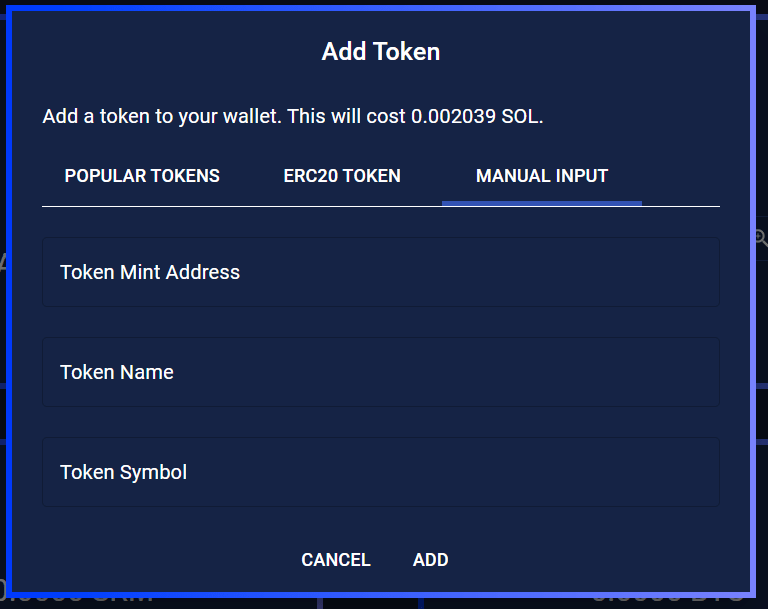 Add Token
Add a token to your wallet. This will cost 0.002039 SOL.
POPULAR TOKENS ERC20 TOKEN MANUAL INPUT
Token Mint Address
Token Name
Token Symbol
CANCEL ADD